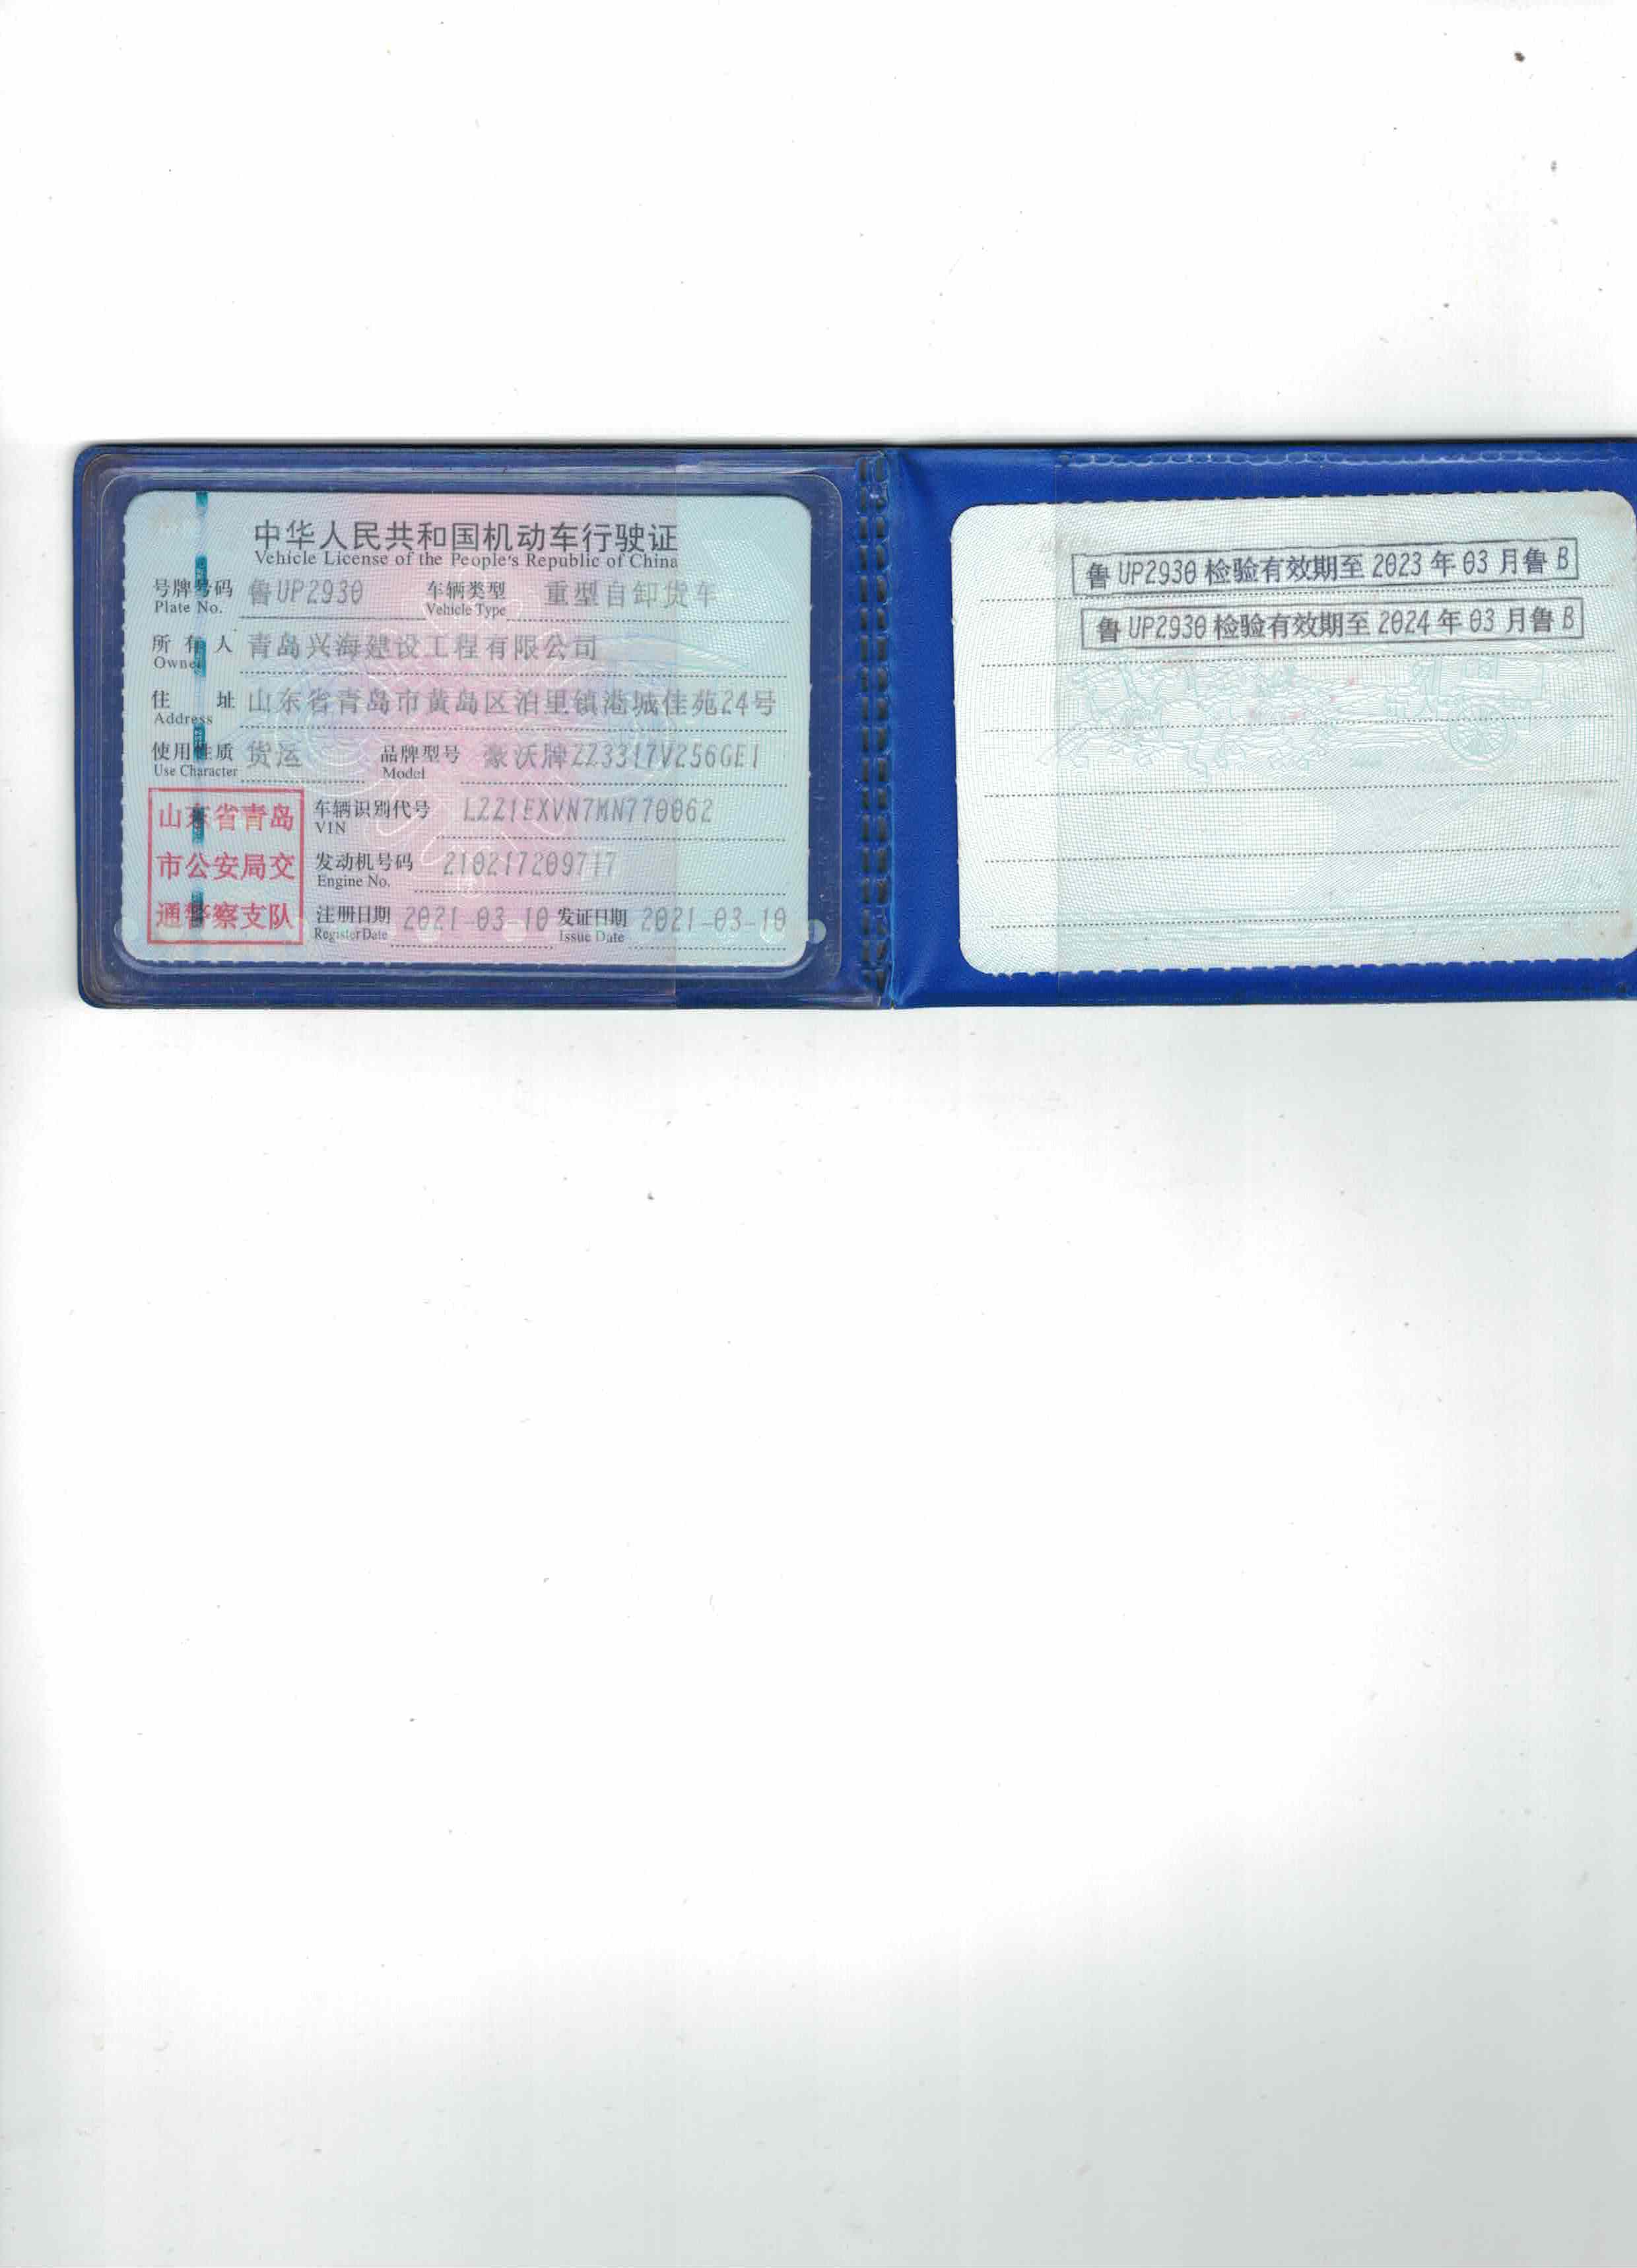 中华人民共和国机动车行驶证
Vehicle License of the People's Republic of China
号牌号码 鲁UP2930 车辆类型 重型自卸货车
Plate No. Vehicle Type
所有人 青岛兴海建设工程有限公司
Owner
住址 山东省青岛市黄岛区泊里镇港城佳苑24号
Address
使用性质 货运 品牌型号 豪沃牌ZZ3317V256GE1
Use Character Model
山东省青岛
市公安局交
通警察支队
车辆识别代号 LZZ1EXVN7MN770062
VIN
发动机号码 210217209717
Engine No.
注册日期 2021-03-10 发证日期 2021-03-10
Register Date Issue Date
鲁UP2930检验有效期至2023年03月鲁B
鲁UP2930检验有效期至2024年03月鲁B